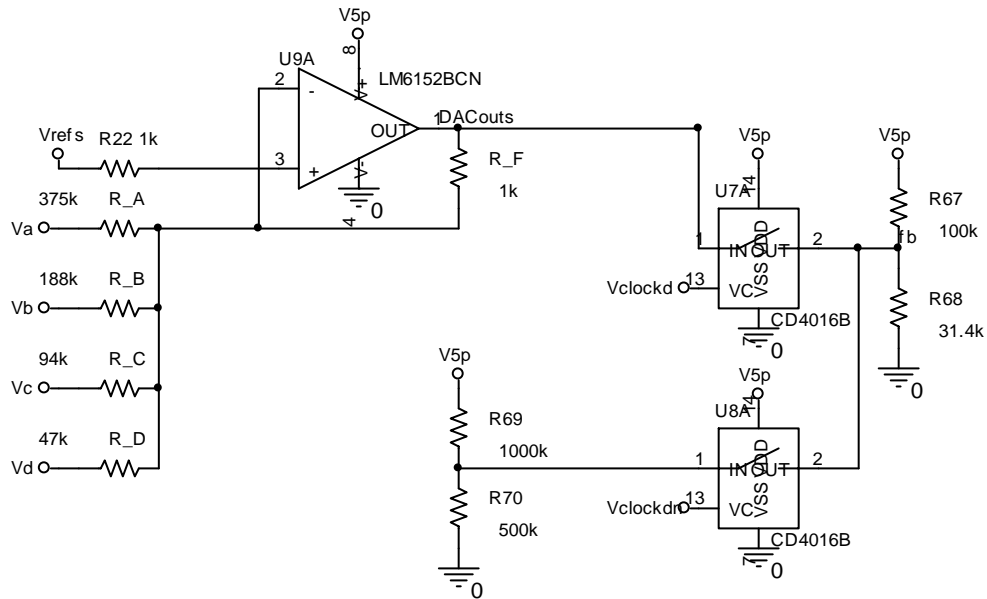 V5p
8
U9A
2
-
V+
LM6152BCN
OUT
1
DACouts
Vrefs
R22 1k
3
+
V-
4
0
R_F
1k
375k
R_A
Va
188k
R_B
Vb
94k
R_C
Vc
47k
R_D
Vd
V5p
14
U7A
1
IN
OUT
VDD
VSS
2
fb
13
Vclockd
VC
CD4016B
7
0
V5p
R67
100k
R68
31.4k
0
V5p
R69
1000k
R70
500k
0
V5p
14
U8A
1
IN
OUT
VDD
VSS
2
13
Vclockdn
VC
CD4016B
7
0